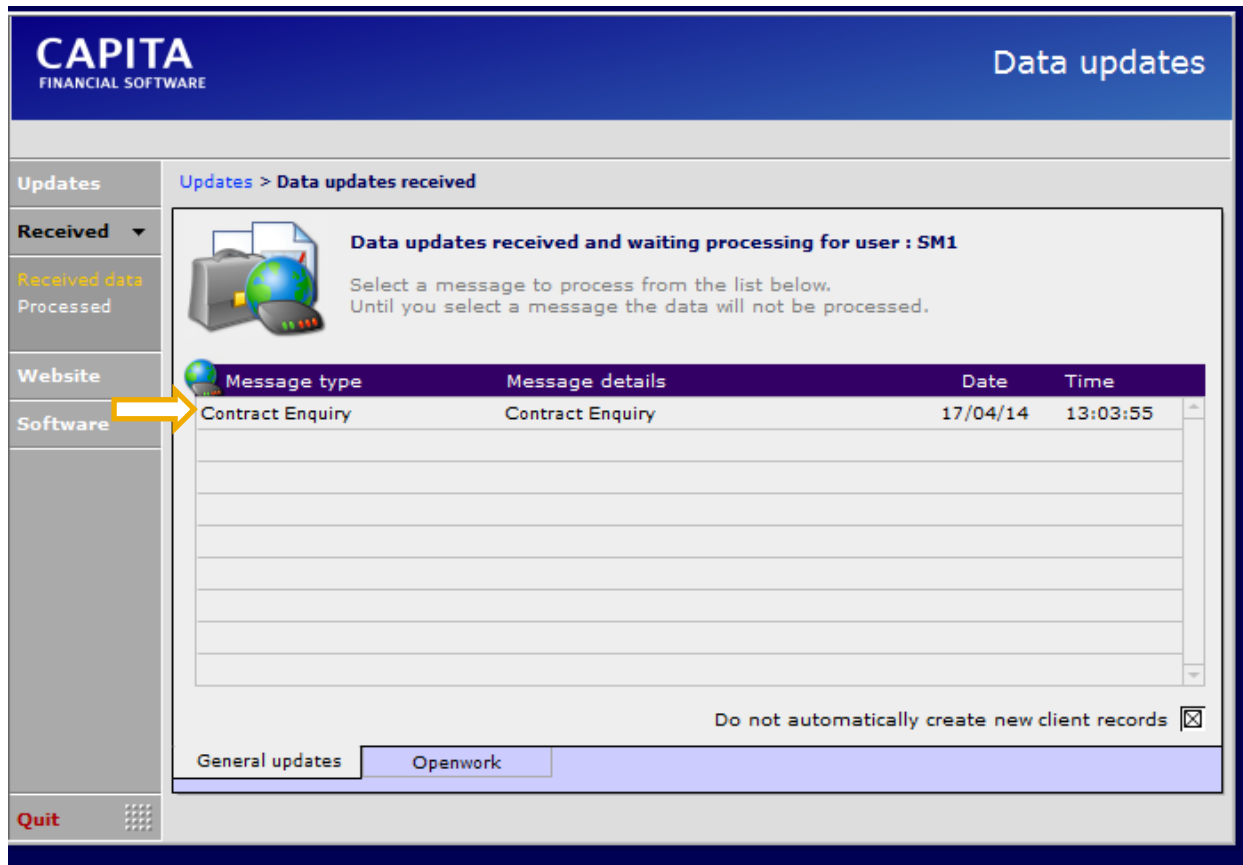 CAPITA
FINANCIAL SOFTWARE
Data updates
Updates
Received
Received data
Processed
Website
Software
Quit
Updates > Data updates received
Data updates received and waiting processing for user : SM1
Select a message to process from the list below.
Until you select a message the data will not be processed.
Message type Message details Date Time
Contract Enquiry Contract Enquiry 17/04/14 13:03:55
Do not automatically create new client records
General updates Openwork